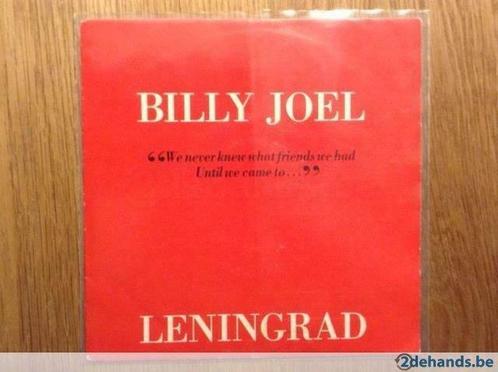 BILLY JOEL
“We never knew what friends we had
Until we came to...”
LENINGRAD
2dehands.be